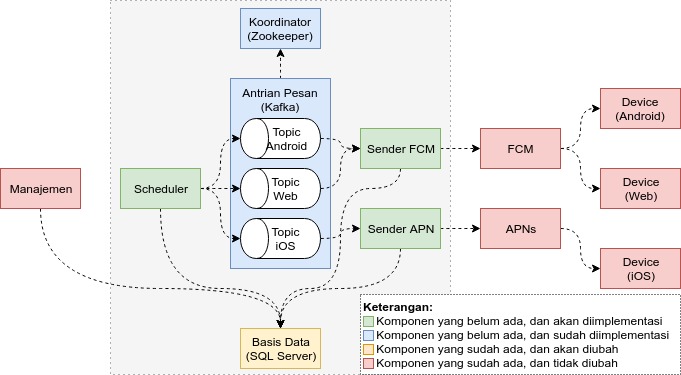 Koordinator
(Zookeeper)
Antrian Pesan
(Kafka)
Topic
Android
Topic
Web
Topic
iOS
Manajemen
Scheduler
Sender FCM
Sender APN
FCM
APNs
Device
(Android)
Device
(Web)
Device
(iOS)
Basis Data
(SQL Server)
Keterangan:
Komponen yang belum ada, dan akan diimplementasi
Komponen yang belum ada, dan sudah diimplementasi
Komponen yang sudah ada, dan akan diubah
Komponen yang sudah ada, dan tidak diubah